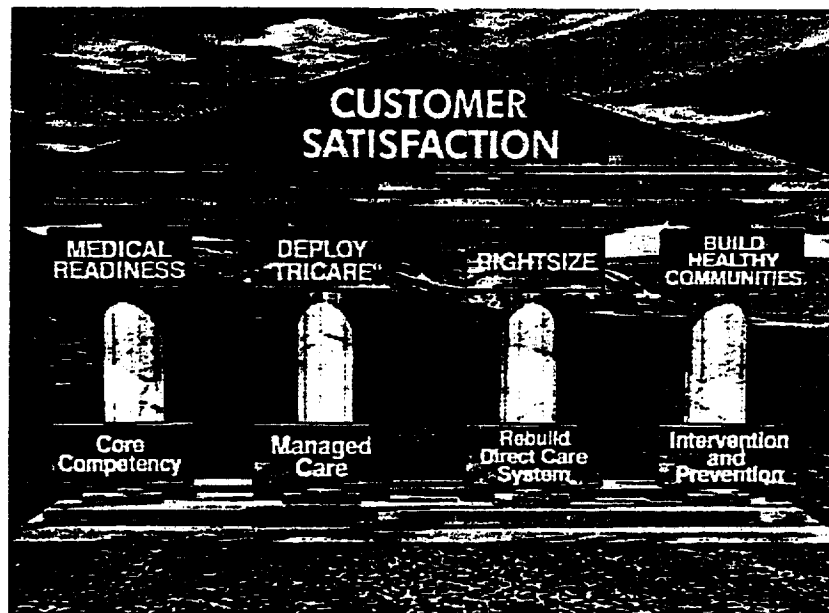 CUSTOMER
SATISFACTION
MEDICAL
READINESS
DEPLOY
"TRICARE"
RIGHTSIZE
BUILD
HEALTHY
COMMUNITIES
Core
Competency
Managed
Care
Rebuild
Direct Care
System
Intervention
and
Prevention